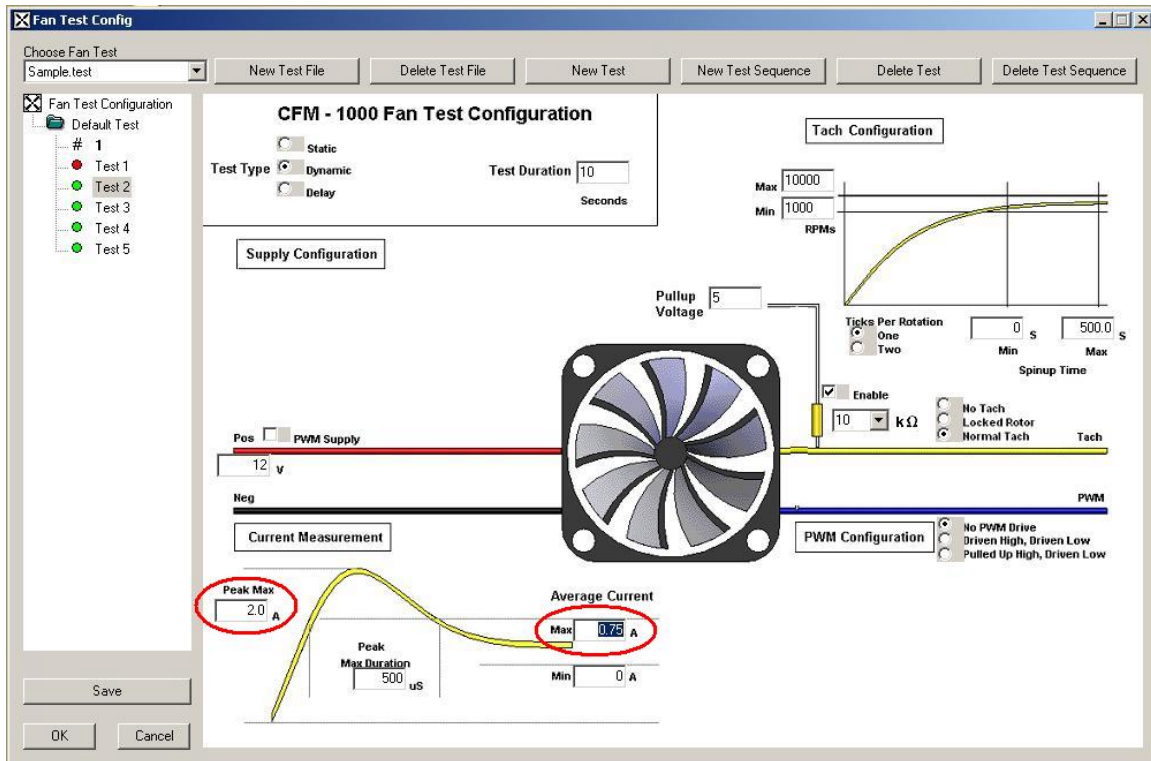 Fan Test Config
Choose Fan Test
Sample.test
New Test File
Delete Test File
New Test
New Test Sequence
Delete Test
Delete Test Sequence
Fan Test Configuration
Default Test
# 1
Test 1
Test 2
Test 3
Test 4
Test 5
Save
OK
Cancel
CFM - 1000 Fan Test Configuration
Test Type
Static
Dynamic
Delay
Test Duration 10
Seconds
Tach Configuration
Max 10000
Min 1000
RPMs
Supply Configuration
Pullup
Voltage
5
Ticks Per Rotation
One
Two
0 S
500.0 S
Min
Max
Spinup Time
Enable
10 kΩ
No Tach
Locked Rotor
Normal Tach
Tach
Pos
PWM Supply
12 V
Neg
PWM
Current Measurement
PWM Configuration
No PWM Drive
Driven High, Driven Low
Pulled Up High, Driven Low
Peak Max
2.0 A
Average Current
Max 0.75 A
Peak
Max Duration
500 uS
Min 0 A